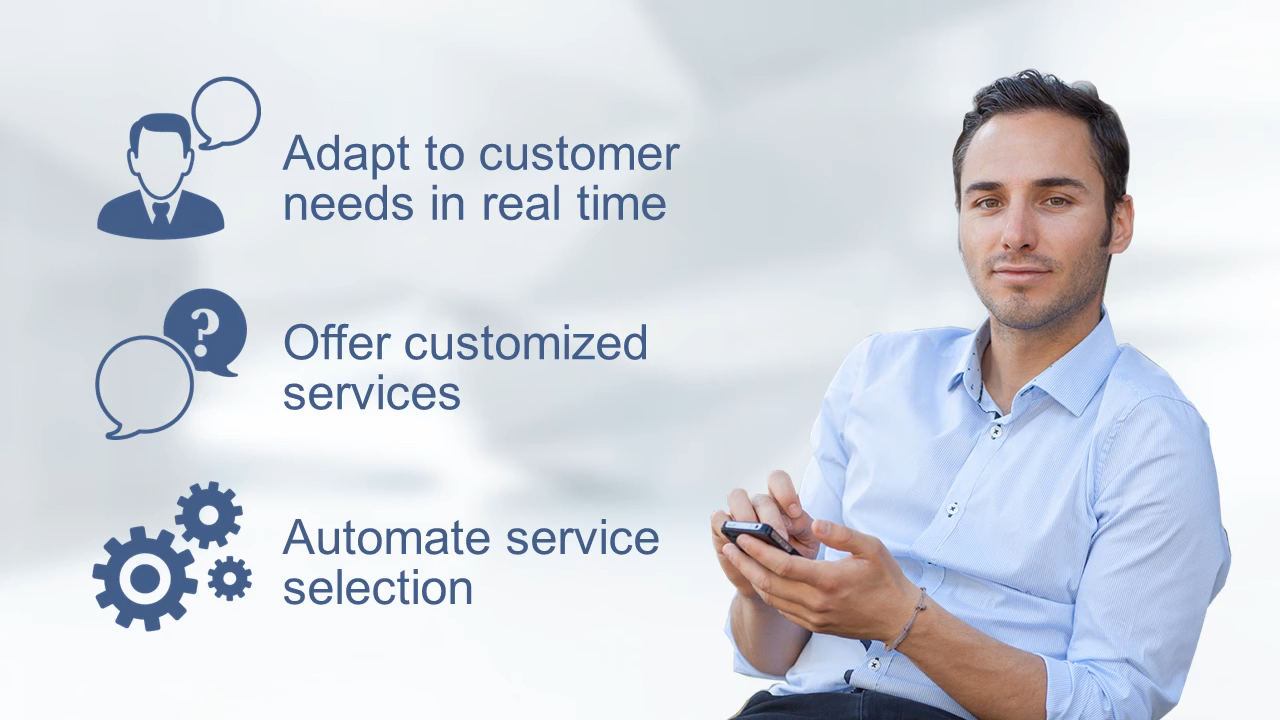 Adapt to customer
needs in real time
?
Offer customized
services
Automate service
selection